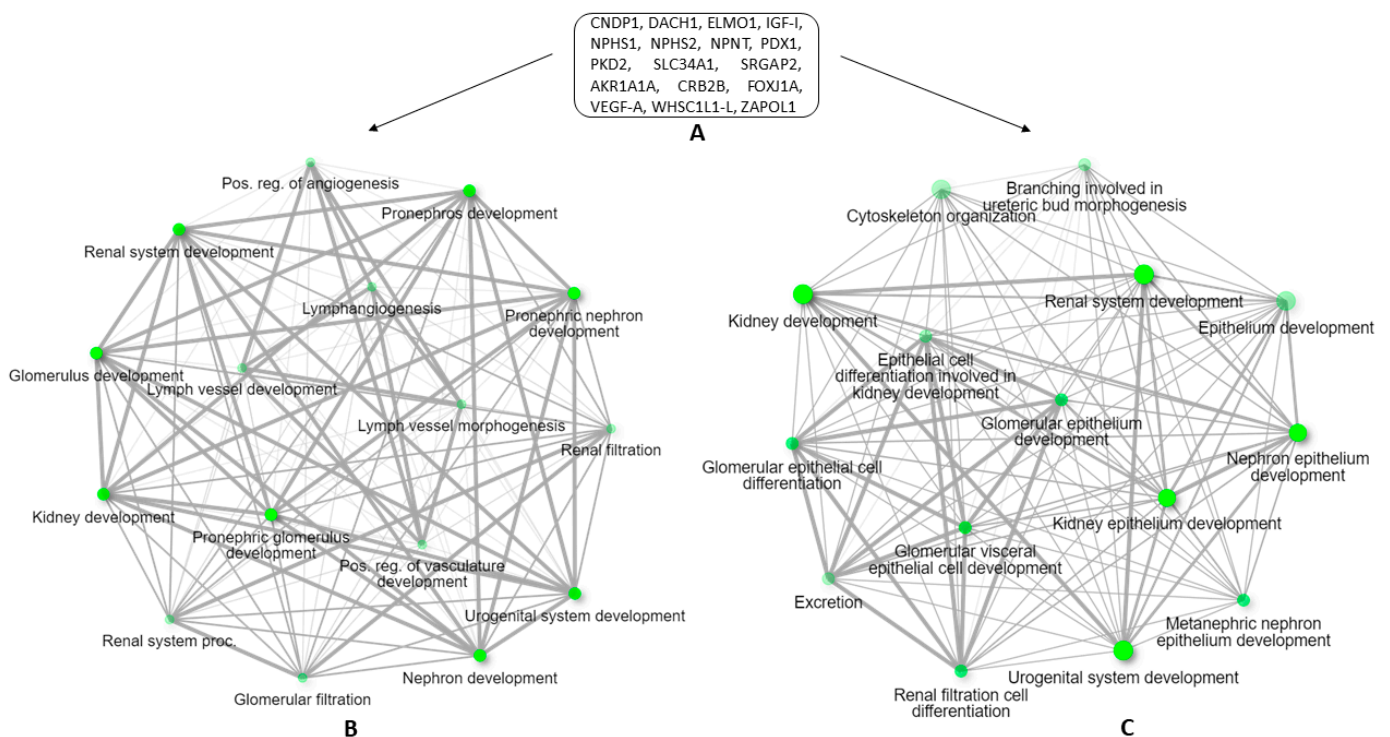 CNDP1, DACH1, ELMO1, IGF-I,
NPHS1, NPHS2, NPNT, PDX1,
PKD2, SLC34A1, SRGAP2,
AKR1A1A, CRB2B, FOXJ1A,
VEGF-A, WHSC1L1-L, ZAPOL1
A
Pos. reg. of angiogenesis
Pronephros development
Renal system development
Lymphangiogenesis
Pronephric nephron
development
Glomerulus development
Lymph vessel development
Lymph vessel morphogenesis
Renal filtration
Kidney development
Pronephric glomerulus
development
Pos. reg. of vasculature
development
Urogenital system development
Renal system proc.
Nephron development
Glomerular filtration
B
Branching involved in
ureteric bud morphogenesis
Cytoskeleton organization
Renal system development
Kidney development
Epithelium development
Epithelial cell
differentiation involved in
kidney development
Glomerular epithelium
development
Glomerular epithelial cell
differentiation
Nephron epithelium
development
Kidney epithelium development
Glomerular visceral
epithelial cell development
Excretion
Metanephric nephron
epithelium development
Urogenital system development
Renal filtration cell
differentiation
C